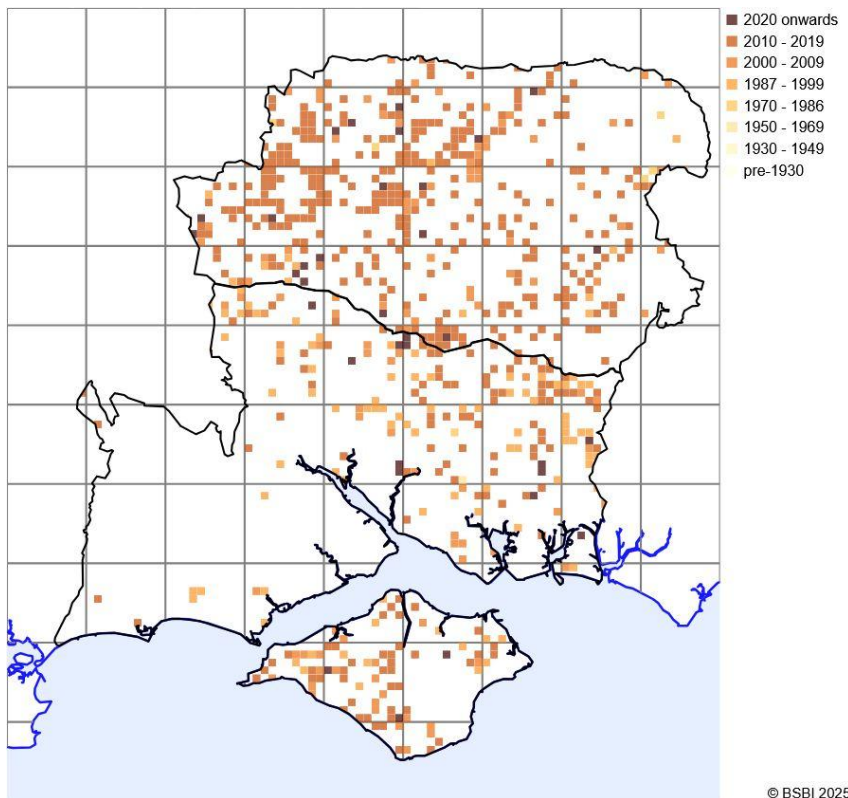 2020 onwards
2010 - 2019
2000 - 2009
1987 - 1999
1970 - 1986
1950 - 1969
1930 - 1949
pre-1930
© BSBI 2025